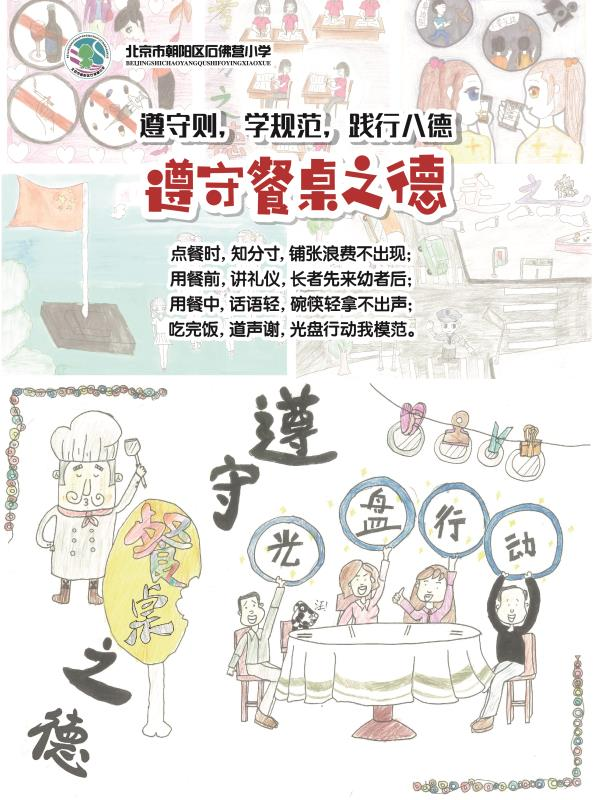 北京市朝阳区石佛营小学
BEIJINGSHICHAOYANGQUSHIFOYINGXIAOXUE
遵守则，学规范，践行八德
遵守餐桌之德
点餐时，知分寸，铺张浪费不出现；
用餐前，讲礼仪，长者先来幼者后；
用餐中，话语轻，碗筷轻拿不出声；
吃完饭，道声谢，光盘行动我模范。
之德
遵守
餐桌
之德
光盘行动
汪!